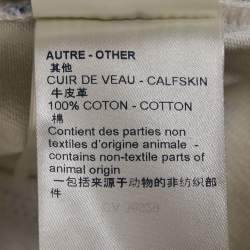 AUTRE - OTHER
其他
CUIR DE VEAU - CALFSKIN
牛皮革
100% COTON - COTTON
棉
Contient des parties non
textiles d'origine animale -
contains non-textile parts of
animal origin
一包括来源于动物的非纺织部
件